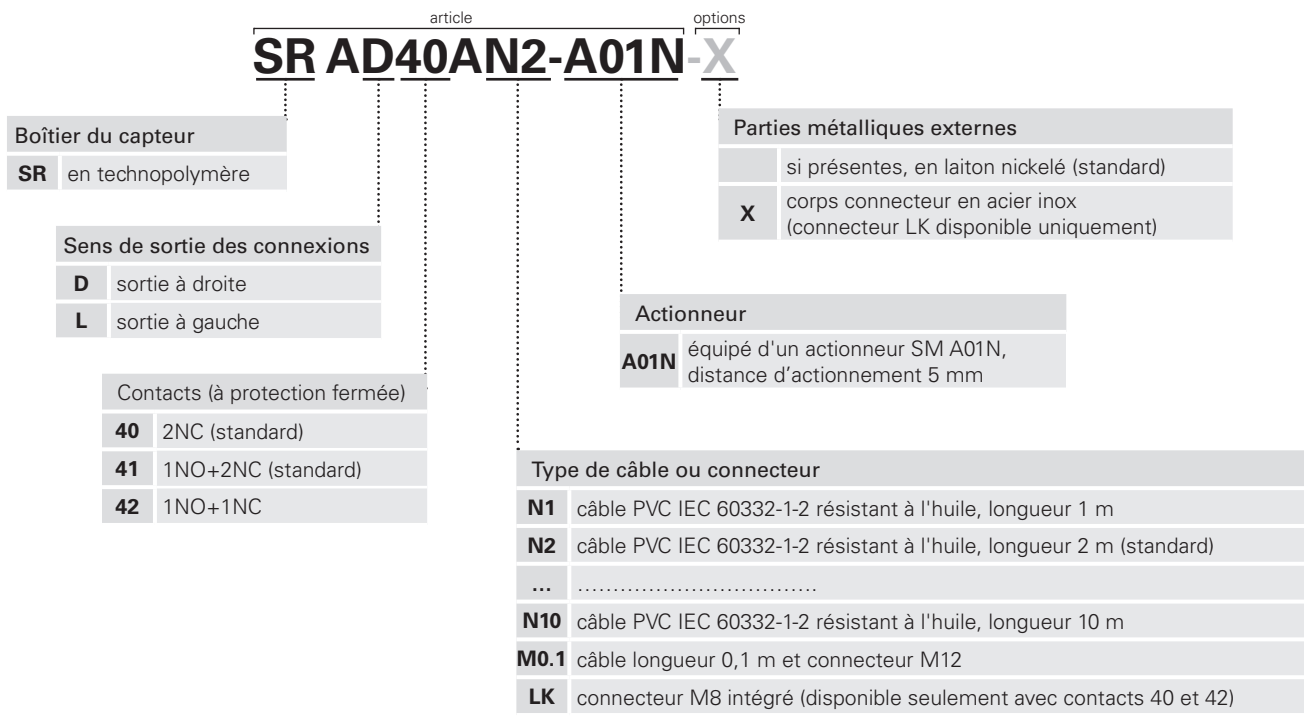 article
options
SR AD40AN2-A01N-X
Boîtier du capteur
SR en technopolymère
Sens de sortie des connexions
D sortie à droite
L sortie à gauche
Contacts (à protection fermée)
40 2NC (standard)
41 1NO+2NC (standard)
42 1NO+1NC
Parties métalliques externes
si présentes, en laiton nickelé (standard)
X corps connecteur en acier inox
(connecteur LK disponible uniquement)
Actionneur
A01N équipé d'un actionneur SM A01N,
distance d’actionnement 5 mm
Type de câble ou connecteur
N1 câble PVC IEC 60332-1-2 résistant à l'huile, longueur 1 m
N2 câble PVC IEC 60332-1-2 résistant à l'huile, longueur 2 m (standard)
... ..................................
N10 câble PVC IEC 60332-1-2 résistant à l'huile, longueur 10 m
M0.1 câble longueur 0,1 m et connecteur M12
LK connecteur M8 intégré (disponible seulement avec contacts 40 et 42)